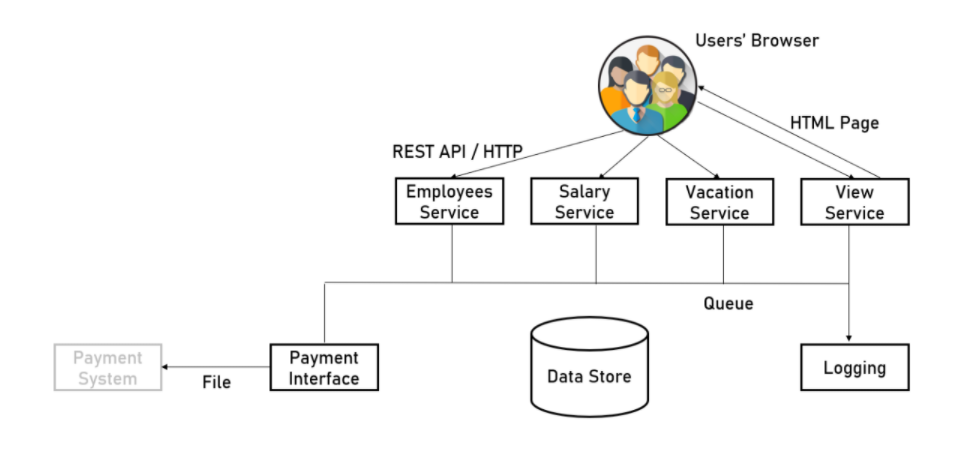 Users' Browser
HTML Page
REST API / HTTP
Employees
Service
Salary
Service
Vacation
Service
View
Service
Queue
Payment
System
File
Payment
Interface
Data Store
Logging